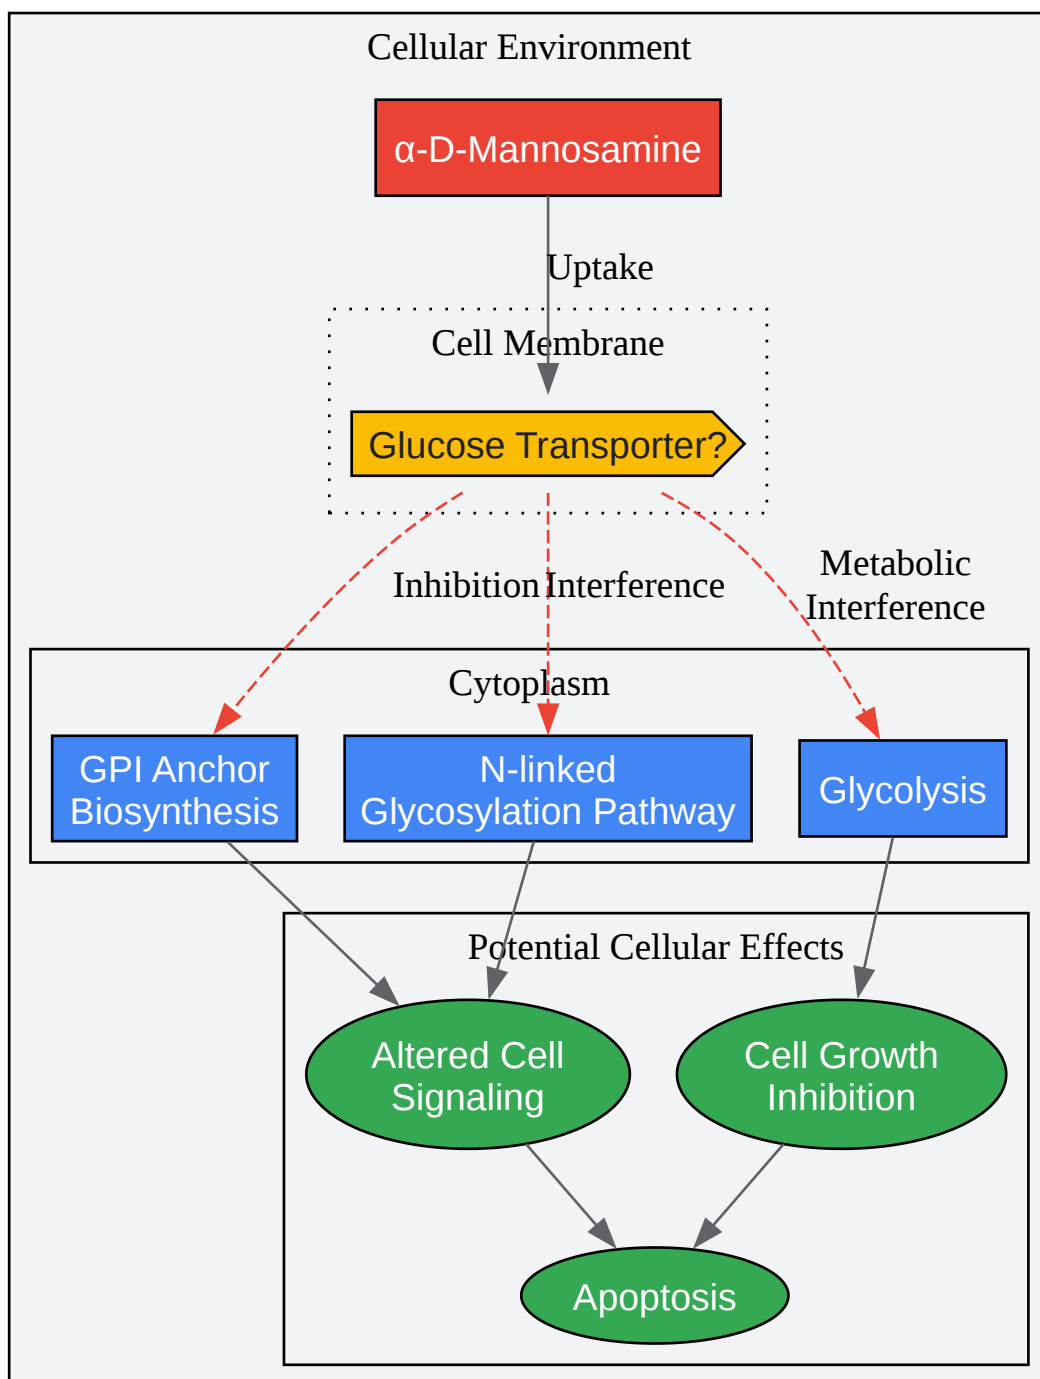 Cellular Environment
α-D-Mannosamine
Uptake
Cell Membrane
Glucose Transporter?
Inhibition
Interference
Metabolic
Interference
Cytoplasm
GPI Anchor
Biosynthesis
N-linked
Glycosylation Pathway
Glycolysis
Potential Cellular Effects
Altered Cell
Signaling
Cell Growth
Inhibition
Apoptosis